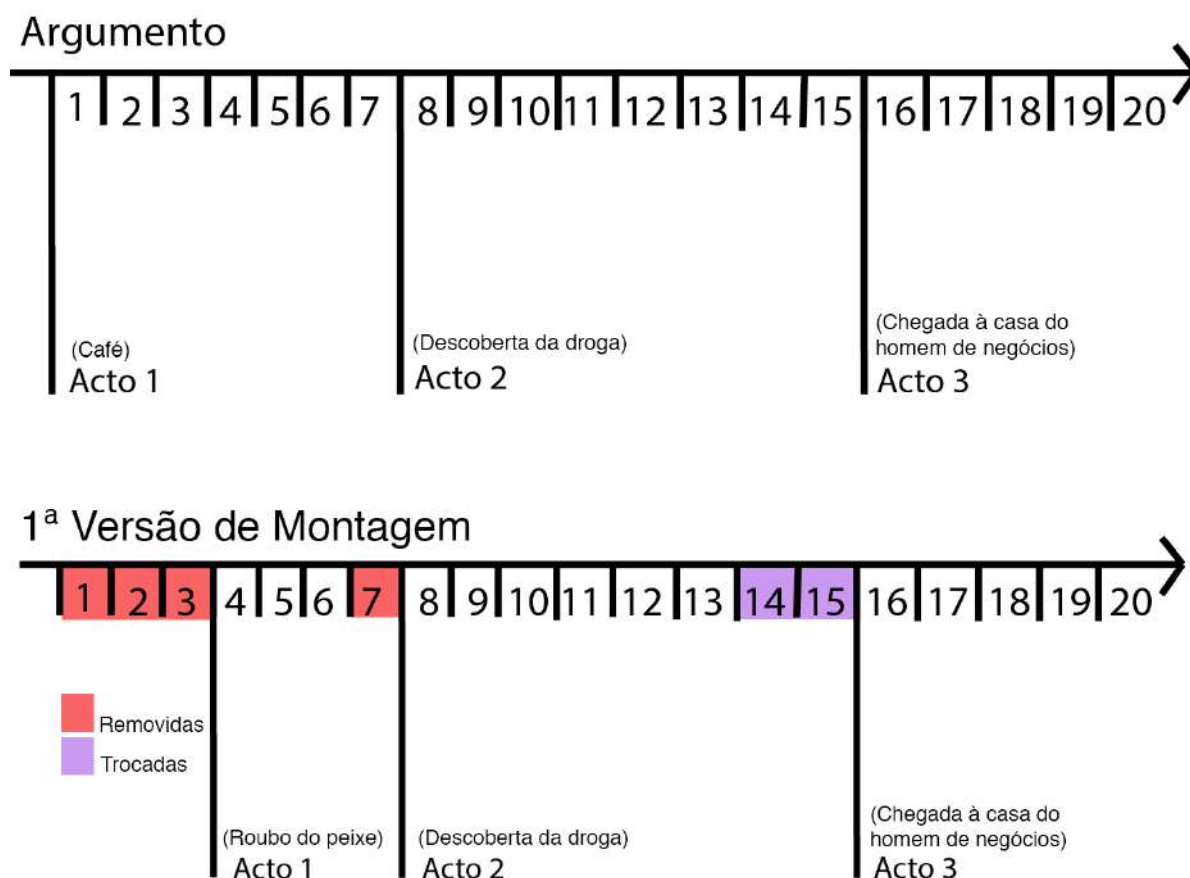 Argumento
1 2 3 4 5 6 7 8 9 10 11 12 13 14 15 16 17 18 19 20
(Café)
Acto 1
(Descoberta da droga)
Acto 2
(Chegada à casa do
homem de negócios)
Acto 3
1ª Versão de Montagem
1 2 3 4 5 6 7 8 9 10 11 12 13 14 15 16 17 18 19 20
Removidas
Trocadas
(Roubo do peixe)
Acto 1
(Descoberta da droga)
Acto 2
(Chegada à casa do
homem de negócios)
Acto 3